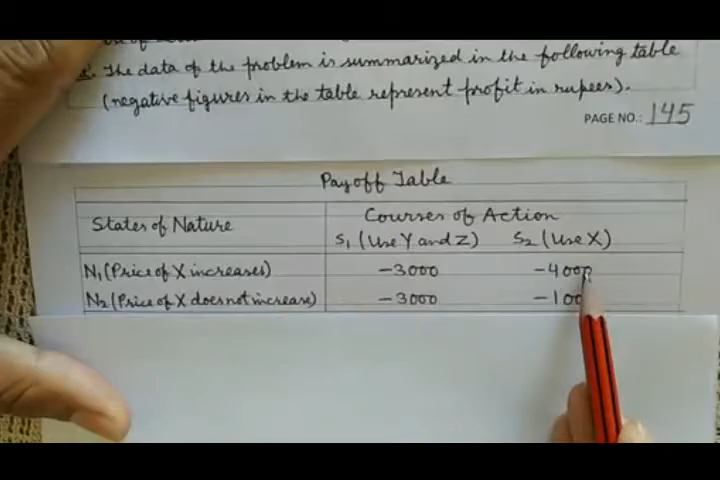 The data of the problem is summarized in the following table
(negative figures in the table represent profit in rupees).
PAGE NO.: 145
Payoff Table
States of Nature Courses of Action
S1 (Use Y and Z) S2 (Use X)
N1 (Price of X increases) -3000 -4000
N2 (Price of X does not increase) -3000